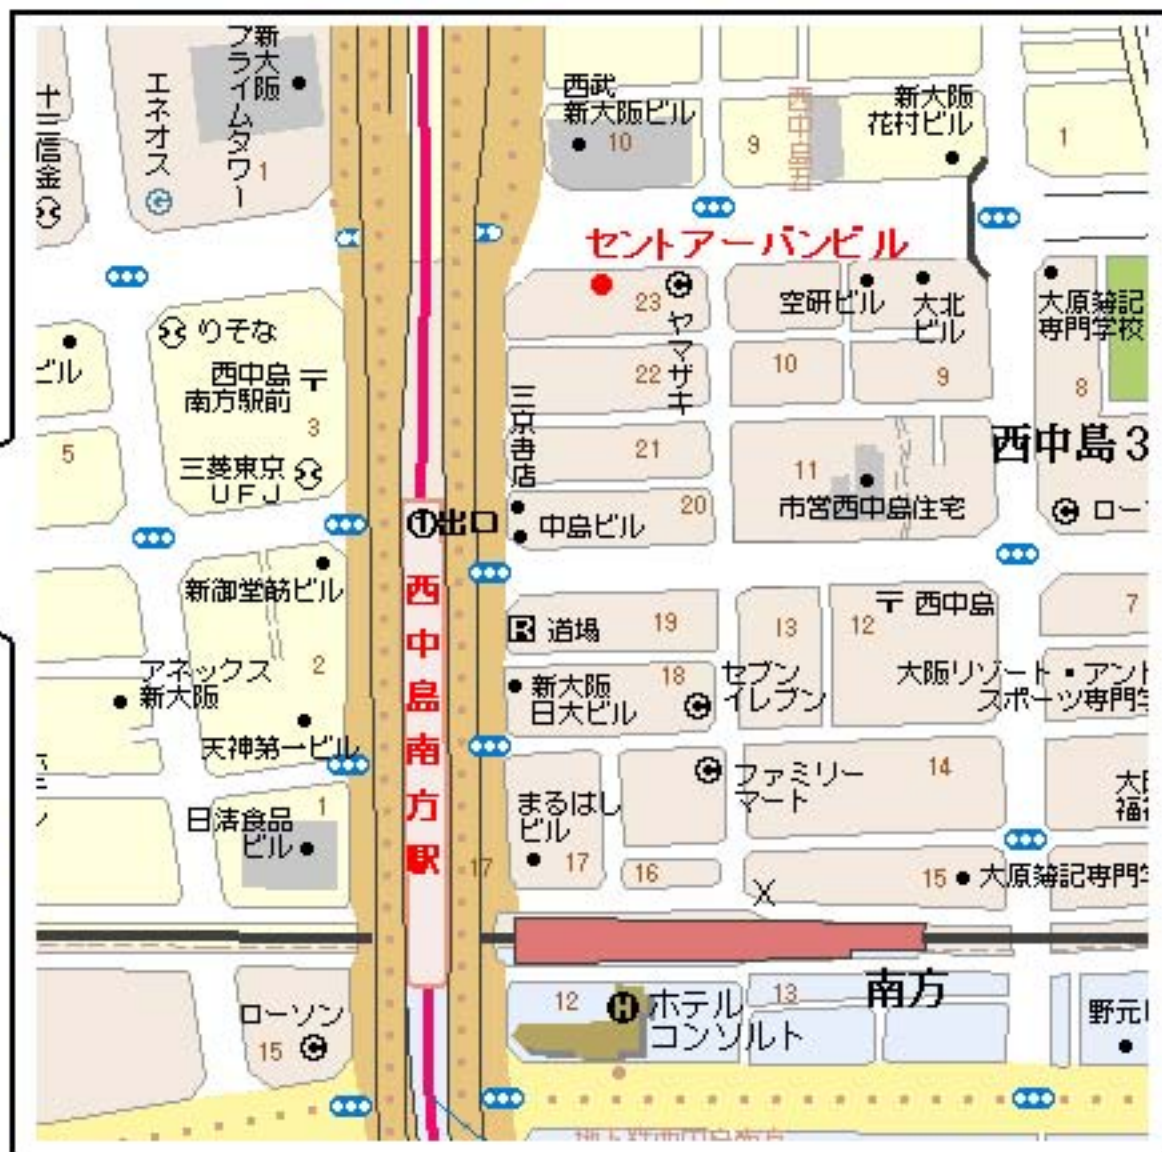 新大阪
プライムタワー
エネオス
十三信金
1
西武
新大阪ビル
10
9
西中島五
新大阪
花村ビル
1
セントアーバンビル
23
ヤマザキ
空研ビル
大北
ビル
大原簿記
専門学校
りそな
ビル
西中島
南方駅前
3
22
10
9
8
三京書店
5
三菱東京
UFJ
21
11
西中島3
市営西中島住宅
20
中島ビル
①出口
ロー
新御堂筋ビル
西中島南方駅
R
道場
19
13
12
西中島
7
アネックス
新大阪
2
新大阪
日大ビル
18
セブン
イレブン
大阪リゾート・アンド
スポーツ専門学
天神第一ビル
ファミリー
マート
14
日清食品
ビル
1
まるはし
ビル
17
17
16
15
大原簿記専門学
南方
ローソン
15
12
H
ホテル
コンソルト
13
野元